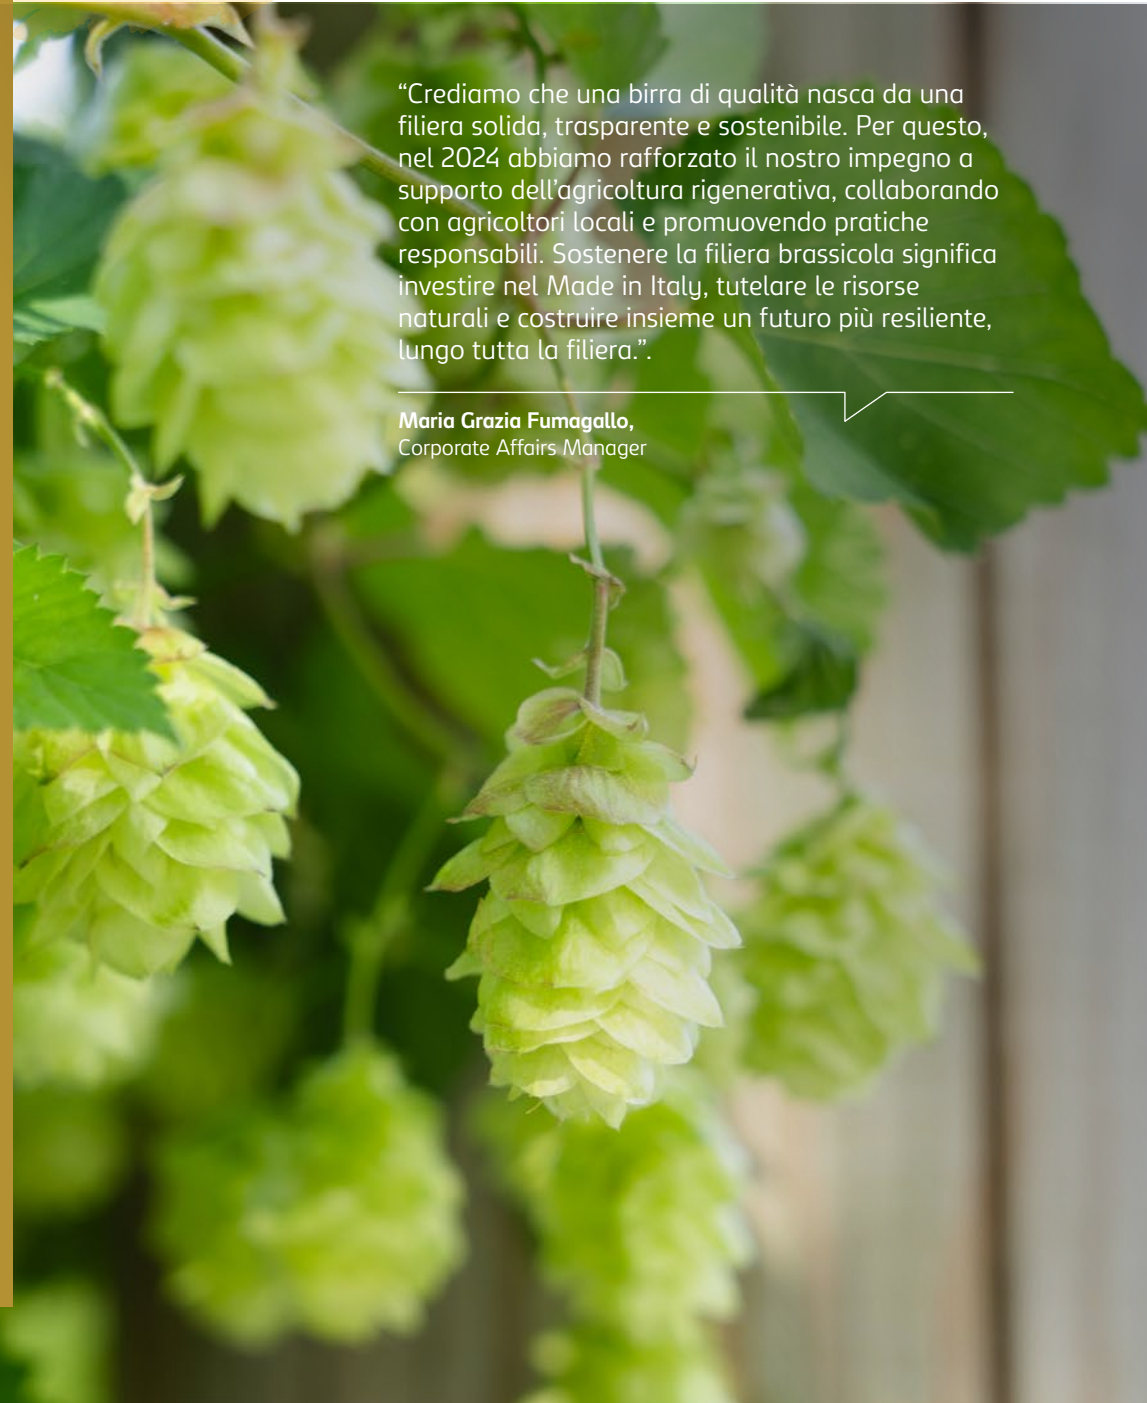 “Crediamo che una birra di qualità nasca da una
filiera solida, trasparente e sostenibile. Per questo,
nel 2024 abbiamo rafforzato il nostro impegno a
supporto dell’agricoltura rigenerativa, collaborando
con agricoltori locali e promuovendo pratiche
responsabili. Sostenere la filiera brassicola significa
investire nel Made in Italy, tutelare le risorse
naturali e costruire insieme un futuro più resiliente,
lungo tutta la filiera.”.
Maria Grazia Fumagallo,
Corporate Affairs Manager